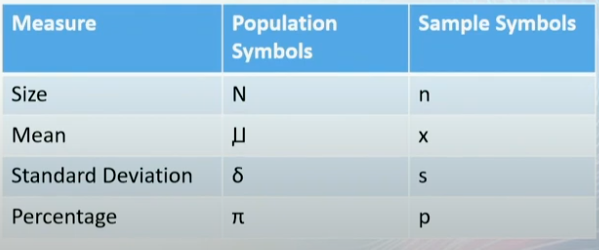 Measure Population Symbols Sample Symbols
Size N n
Mean µ x
Standard Deviation δ s
Percentage π p